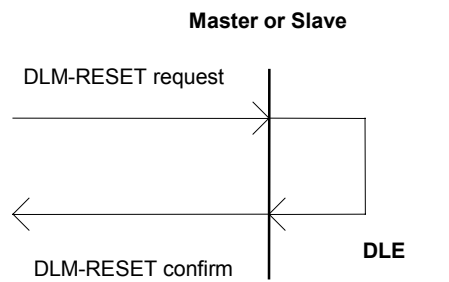 Master or Slave
DLM-RESET request
DLE
DLM-RESET confirm